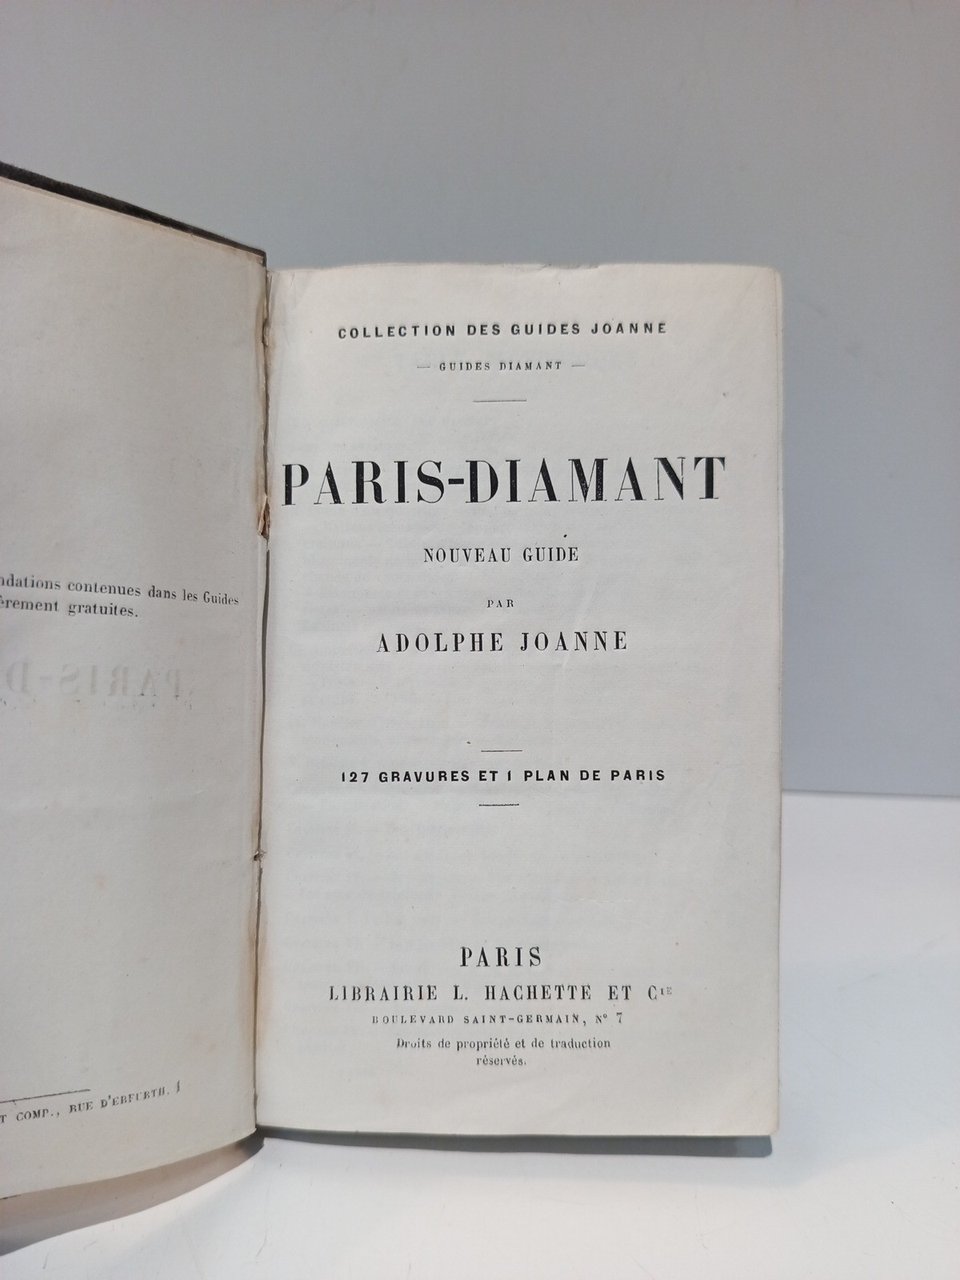 ndations contenues dans les Guides
èrement gratuites.
T COMP., RUE D'ERFURTH. 1
COLLECTION DES GUIDES JOANNE
— GUIDES DIAMANT —
PARIS-DIAMANT
NOUVEAU GUIDE
PAR
ADOLPHE JOANNE
127 GRAVURES ET 1 PLAN DE PARIS
PARIS
LIBRAIRIE L. HACHETTE ET Cᴵᴱ
BOULEVARD SAINT-GERMAIN, N° 7
Droits de propriété et de traduction
réservés.